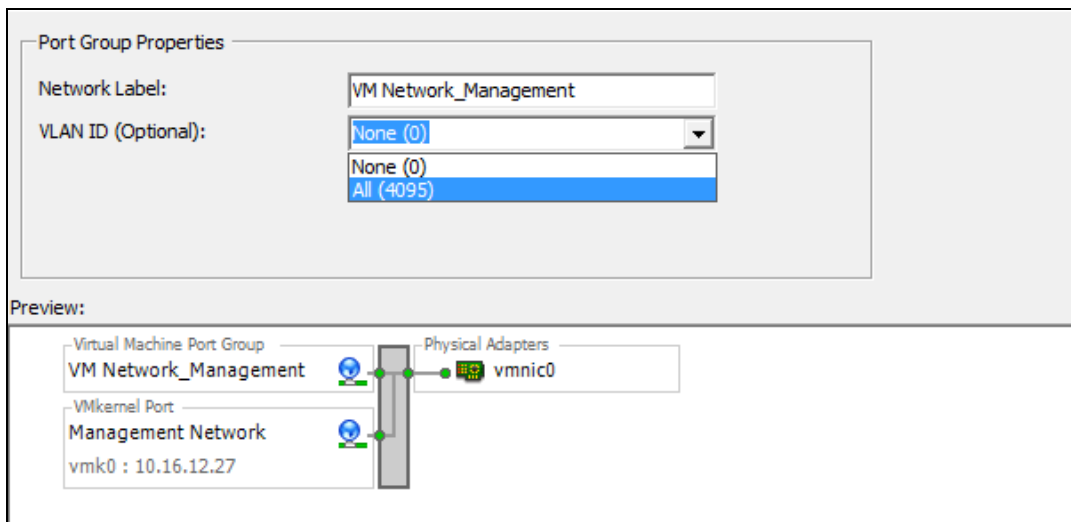 Port Group Properties
Network Label:
VM Network_Management
VLAN ID (Optional):
None (0)
None (0)
All (4095)
Preview:
Virtual Machine Port Group
Physical Adapters
VM Network_Management
vmnic0
VMkernel Port
Management Network
vmk0 : 10.16.12.27